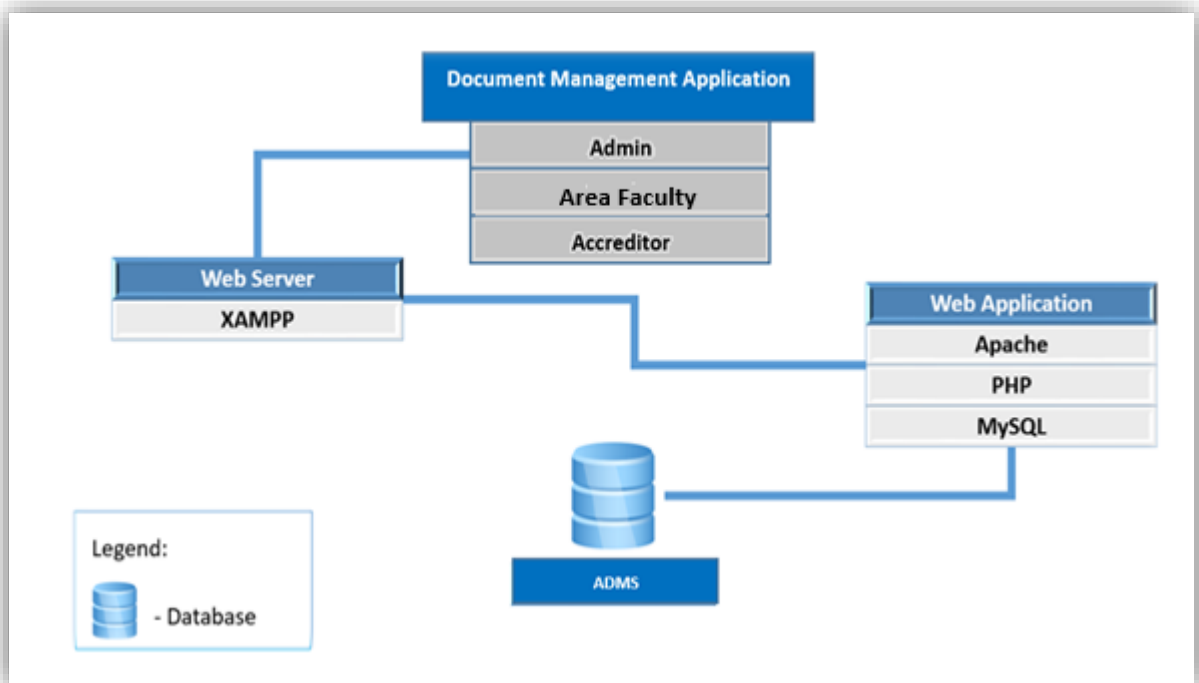 Document Management Application
Admin
Area Faculty
Accreditor
Web Server
XAMPP
Web Application
Apache
PHP
MySQL
ADMS
Legend:
- Database